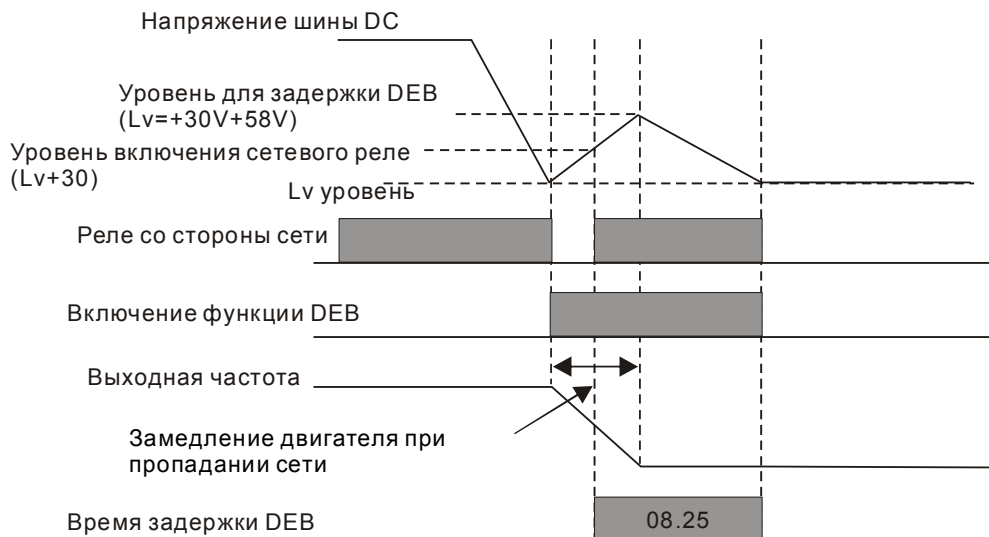 Напряжение шины DC
Уровень для задержки DEB
(Lv=+30V+58V)
Уровень включения сетевого реле
(Lv+30)
Lv уровень
Реле со стороны сети
Включение функции DEB
Выходная частота
Замедление двигателя при
пропадании сети
Время задержки DEB
08.25